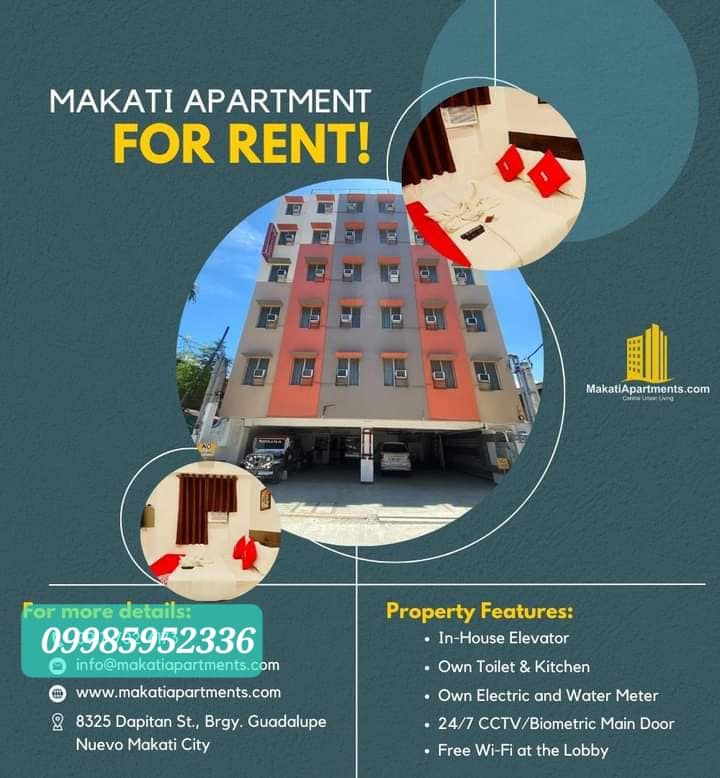 MAKATI APARTMENT
FOR RENT!
MakatiApartments.com
Central Urban Living
For more details:
09985952336
info@makatiapartments.com
www.makatiapartments.com
8325 Dapitan St., Brgy. Guadalupe
Nuevo Makati City
Property Features:
• In-House Elevator
• Own Toilet & Kitchen
• Own Electric and Water Meter
• 24/7 CCTV/Biometric Main Door
• Free Wi-Fi at the Lobby